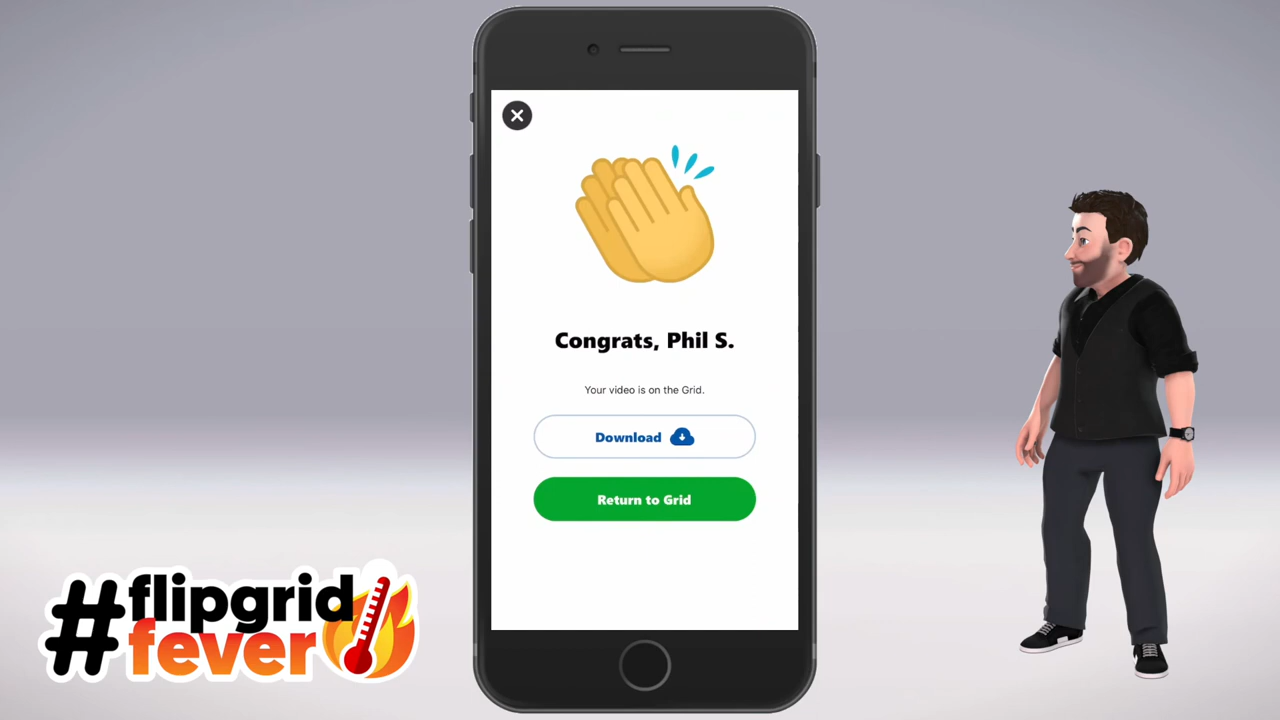 Congrats, Phil S.
Your video is on the Grid.
Download
Return to Grid
#flipgrid
fever